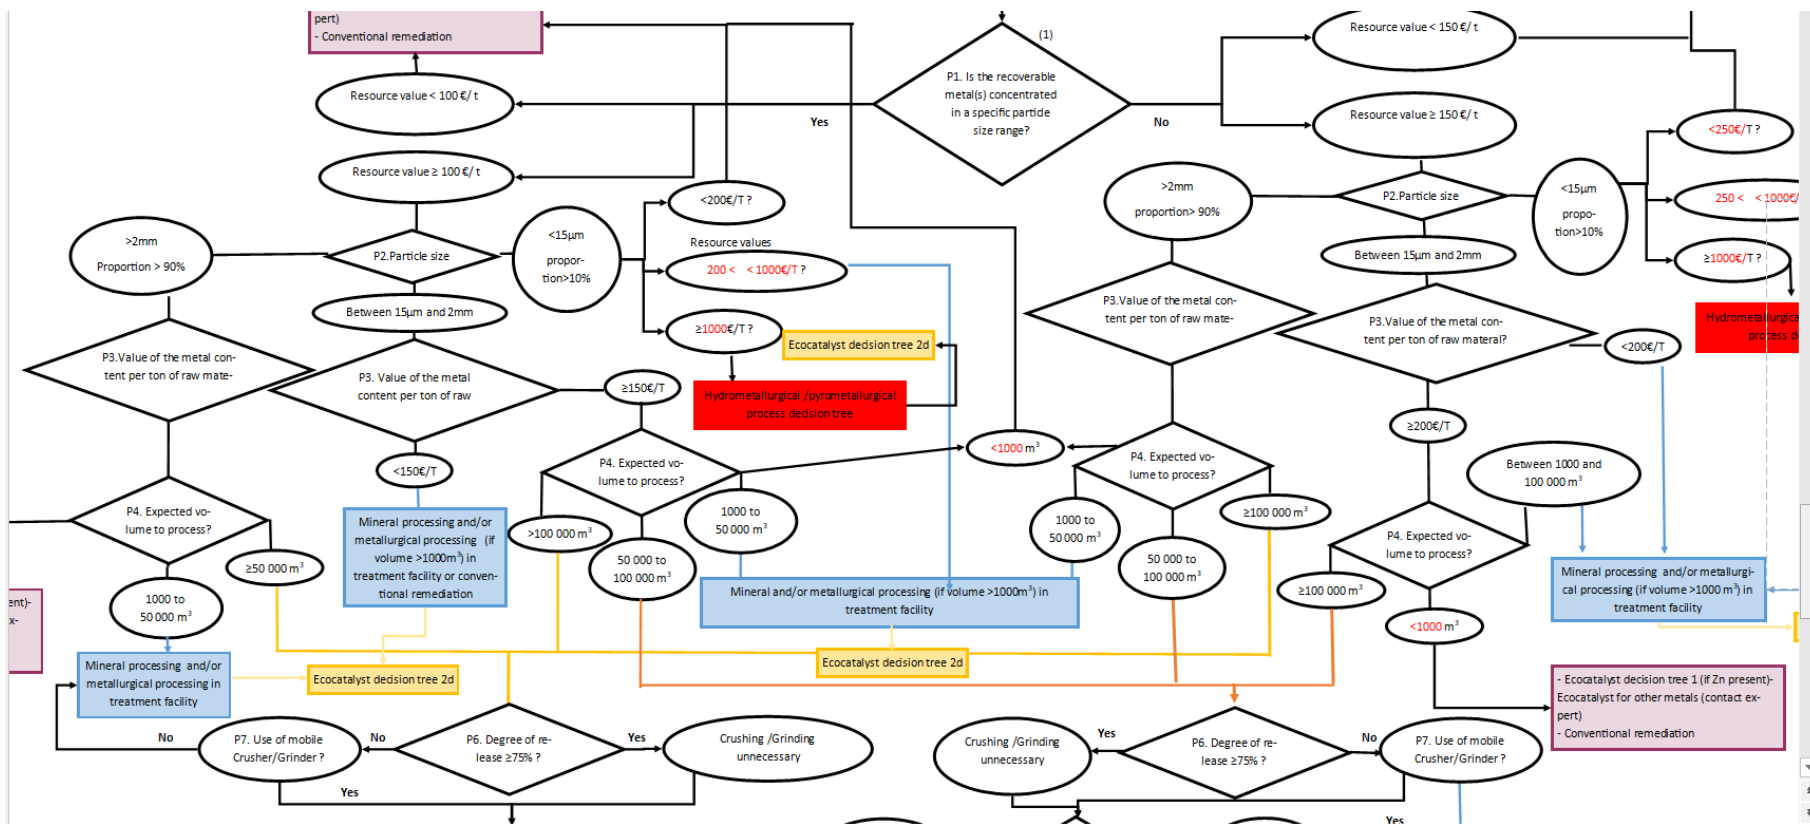 pert)
- Conventional remediation
(1)
Resource value < 150 €/ t
P1. Is the recoverable
metal(s) concentrated
in a specific particle
size range?
Resource value < 100 €/ t
Yes
No
Resource value ≥ 150 €/ t
<250€/T ?
Resource value ≥ 100 €/ t
<200€/T ?
>2mm
proportion> 90%
P2.Particle size
<15µm
propo-
tion>10%
250 <    < 1000€/
≥1000€/T ?
>2mm
Proportion > 90%
P2.Particle size
<15µm
propor-
tion>10%
Resource values
200 <    < 1000€/T ?
≥1000€/T ?
Between 15µm and 2mm
Between 15µm and 2mm
P3.Value of the metal con-
tent per ton of raw mate-
P3.Value of the metal con-
tent per ton of raw materal?
<200€/T
Hydrometallurgica
process de
Ecocatalyst decision tree 2d
P3.Value of the metal con-
tent per ton of raw mate-
P3. Value of the metal
content per ton of raw
≥150€/T
Hydrometallurgical /pyrometallurgical
process decision tree
≥200€/T
<1000 m³
<150€/T
P4. Expected vo-
lume to process?
P4. Expected vo-
lume to process?
Between 1000 and
100 000 m³
P4. Expected vo-
lume to process?
Mineral processing and/or
metallurgical processing  (if
volume >1000m³) in
treatment facility or conven-
tional remediation
>100 000 m³
1000 to
50 000 m³
50 000 to
100 000 m³
1000 to
50 000 m³
50 000 to
100 000 m³
≥100 000 m³
P4. Expected vo-
lume to process?
≥50 000 m³
1000 to
50 000 m³
Mineral and/or metallurgical processing (if volume >1000m³) in
treatment facility
≥100 000 m³
<1000 m³
Mineral processing  and/or metallurgi-
cal processing (if volume >1000 m³) in
treatment facility
ent)-
x-
Mineral processing  and/or
metallurgical processing in
treatment facility
Ecocatalyst decision tree 2d
Ecocatalyst decision tree 2d
- Ecocatalyst decision tree 1 (if Zn present)-
Ecocatalyst for other metals (contact ex-
pert)
- Conventional remediation
No
P7. Use of mobile
Crusher/Grinder ?
No
P6. Degree of re-
lease ≥75% ?
Yes
Crushing /Grinding
unnecessary
Crushing /Grinding
unnecessary
Yes
P6. Degree of re-
lease ≥75% ?
No
P7. Use of mobile
Crusher/Grinder ?
Yes
Yes